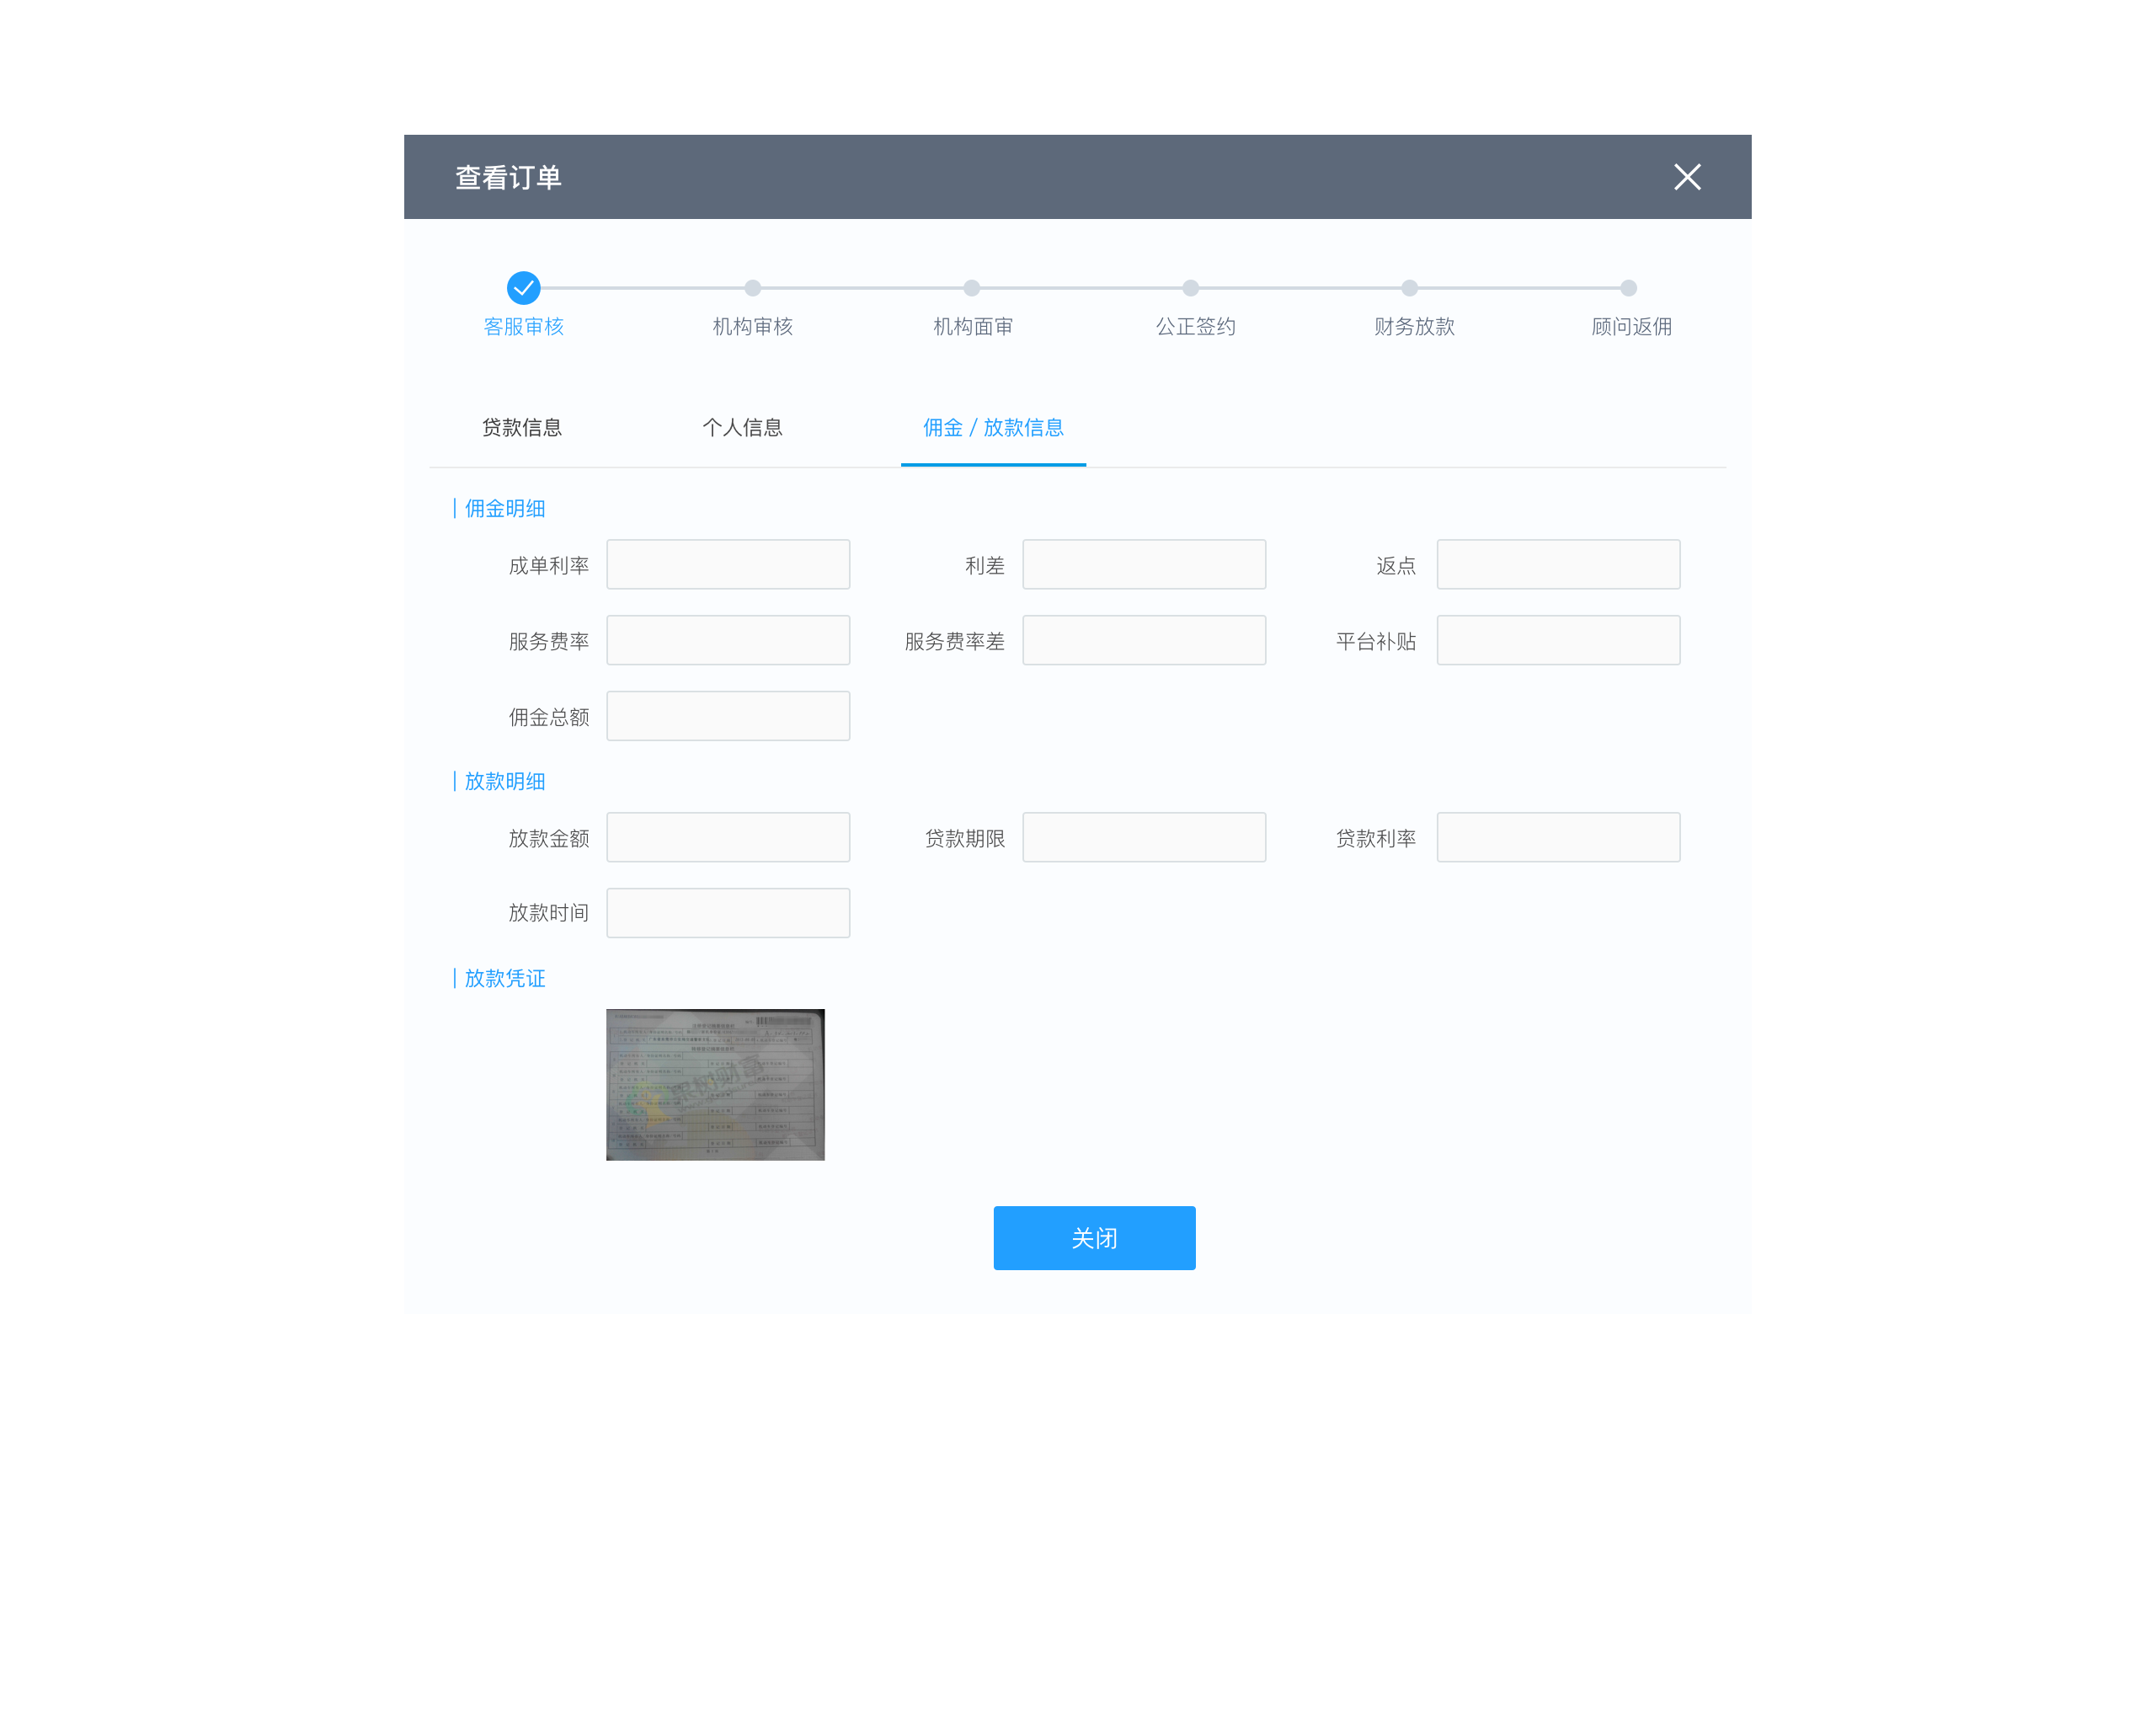 查看订单
客服审核 机构审核 机构面审 公正签约 财务放款 顾问返佣
贷款信息 个人信息 佣金 / 放款信息
佣金明细
成单利率 利差 返点
服务费率 服务费率差 平台补贴
佣金总额
放款明细
放款金额 贷款期限 贷款利率
放款时间
放款凭证
果树财富
关闭